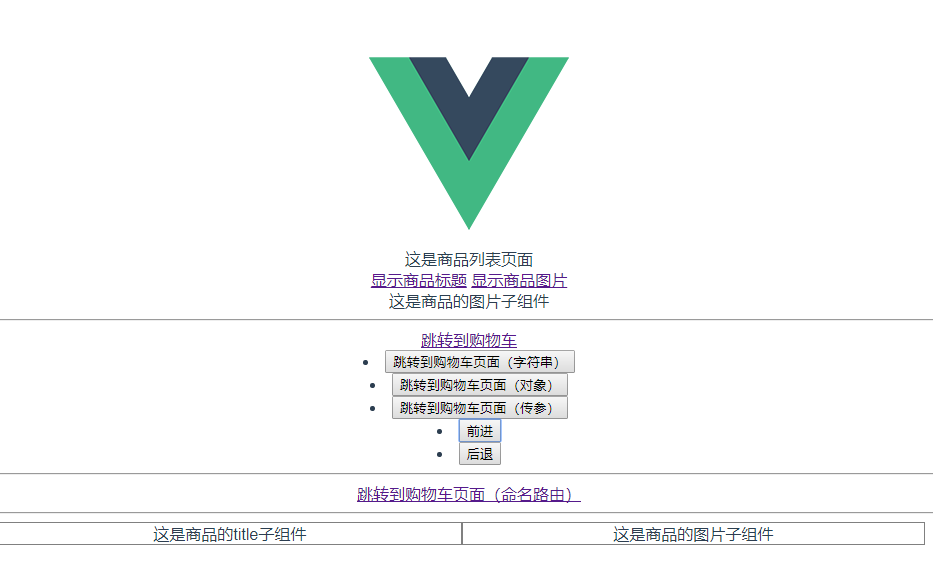 这是商品列表页面
显示商品标题 显示商品图片
这是商品的图片子组件
跳转到购物车
跳转到购物车页面（字符串）
跳转到购物车页面（对象）
跳转到购物车页面（传参）
前进
后退
跳转到购物车页面（命名路由）
这是商品的title子组件 这是商品的图片子组件